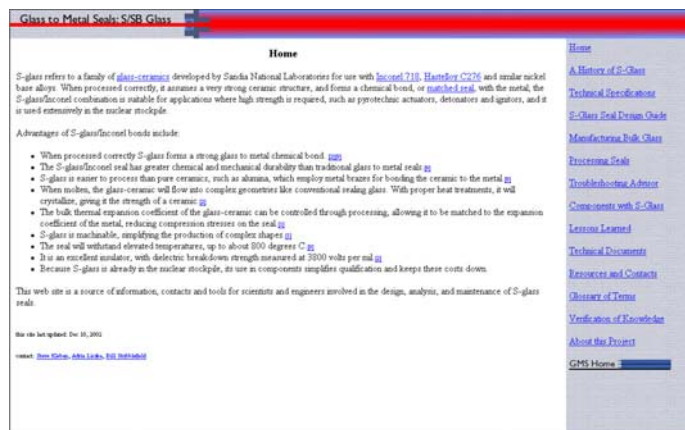 Glass to Metal Seals: S/SB Glass
Home
S-glass refers to a family of glass-ceramics developed by Sandia National Laboratories for use with Inconel 718, Hastelloy C276 and similar nickel
base alloys. When processed correctly, it assumes a very strong ceramic structure, and forms a chemical bond, or matched seal, with the metal, the
S-glass/Inconel combination is suitable for applications where high strength is required, such as pyrotechnic actuators, detonators and ignitors, and it
is used extensively in the nuclear stockpile.
Advantages of S-glass/Inconel bonds include:
• When processed correctly S-glass forms a strong glass to metal chemical bond.
• The S-glass/Inconel seal has greater chemical and mechanical durability than traditional glass to metal seals
• S-glass is easier to process than pure ceramics, such as alumina, which employ metal brazes for bonding the ceramic to the metal
• When molten, the glass-ceramic will flow into complex geometries like conventional sealing glass. With proper heat treatments, it will
crystallize, giving it the strength of a ceramic
• The bulk thermal expansion coefficient of the glass-ceramic can be controlled through processing, allowing it to be matched to the expansion
coefficient of the metal, reducing compression stresses on the seal
• S-glass is machinable, simplifying the production of complex shapes
• The seal will withstand elevated temperatures, up to about 800 degrees C
• It is an excellent insulator, with dielectric breakdown strength measured at 3800 volts per mil
• Because S-glass is already in the nuclear stockpile, its use in components simplifies qualification and keeps these costs down.
This web site is a source of information, contacts and tools for scientists and engineers involved in the design, analysis, and maintenance of S-glass
seals.
this site last updated: Dec 10, 2002
contact: Steve Kleban,
Home
A History of S-Glass
Technical Specifications
S-Glass Seal Design Guide
Manufacturing Bulk Glass
Processing Seals
Troubleshooting Advisor
Components with S-Glass
Lessons Learned
Technical Documents
Resources and Contacts
Glossary of Terms
Verification of Knowledge
About this Project
GMS Home